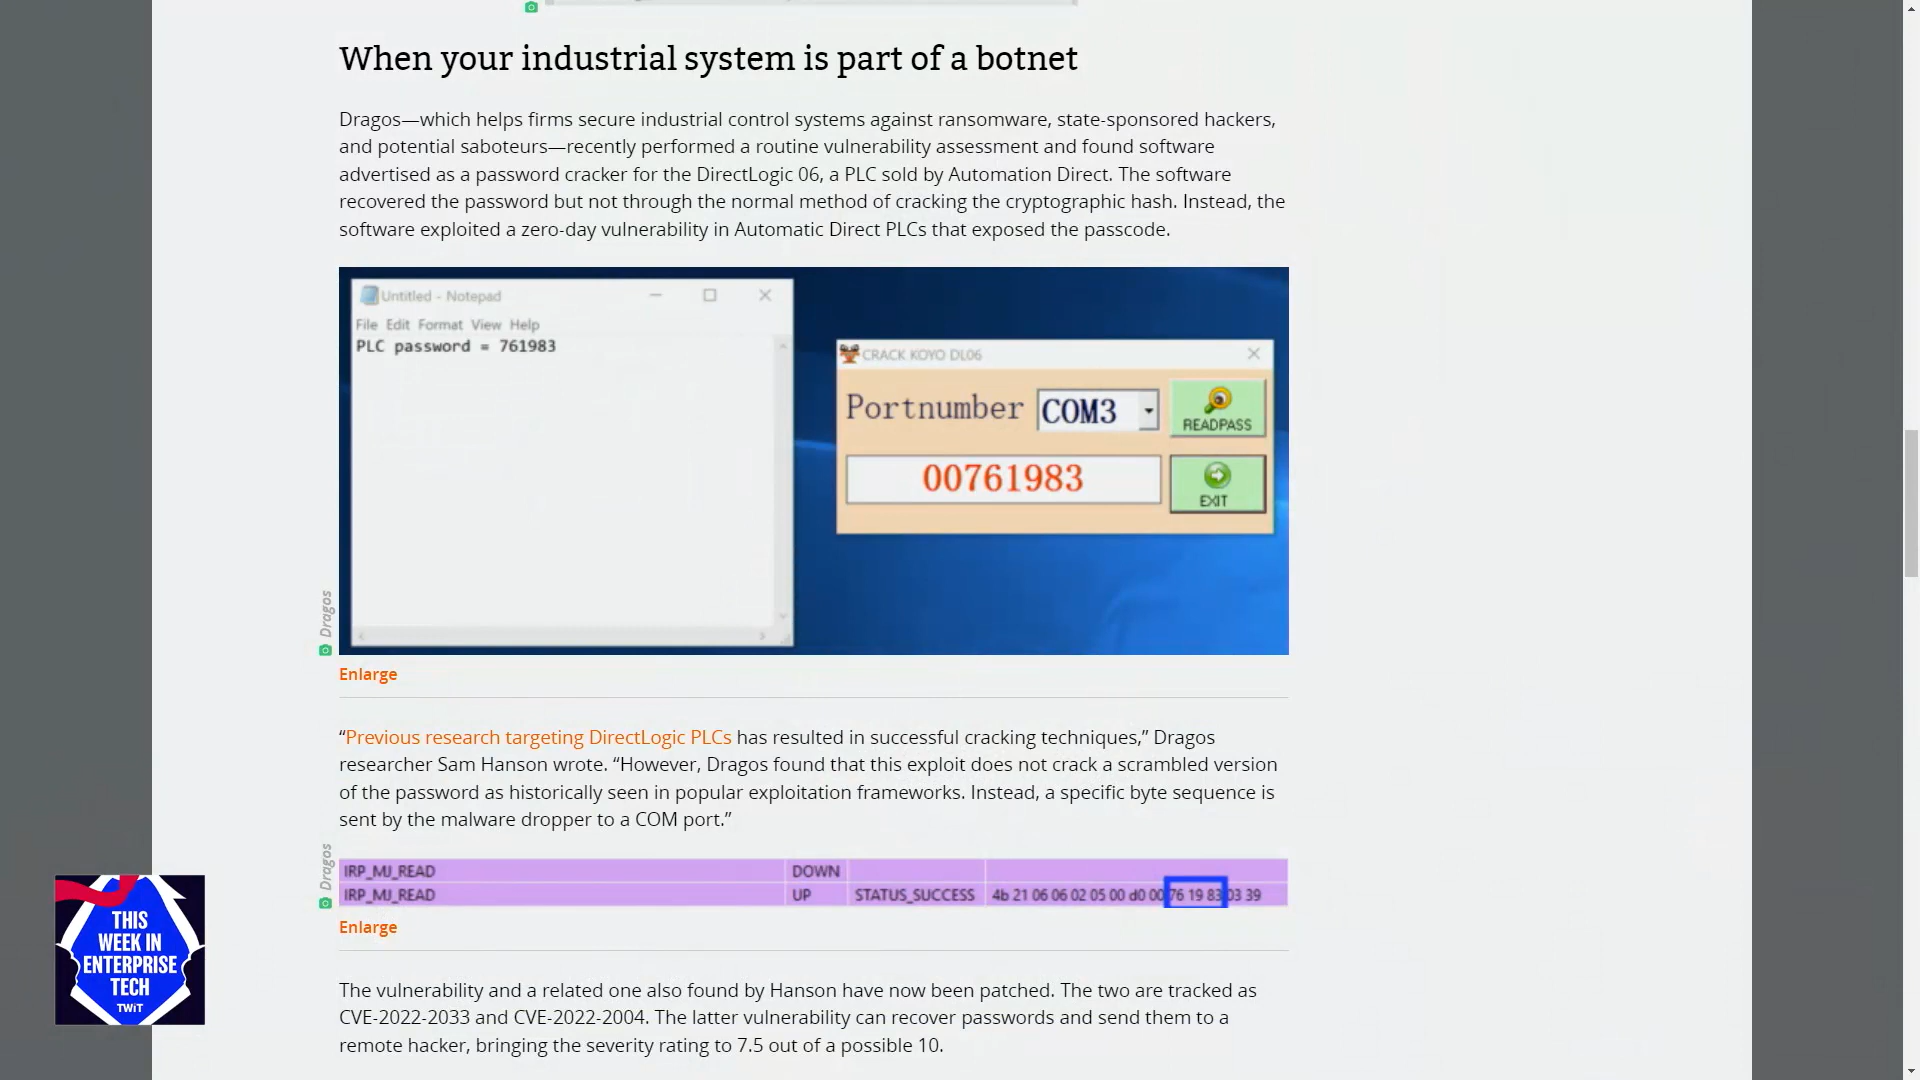 When your industrial system is part of a botnet
Dragos—which helps firms secure industrial control systems against ransomware, state-sponsored hackers,
and potential saboteurs—recently performed a routine vulnerability assessment and found software
advertised as a password cracker for the DirectLogic 06, a PLC sold by Automation Direct. The software
recovered the password but not through the normal method of cracking the cryptographic hash. Instead, the
software exploited a zero-day vulnerability in Automatic Direct PLCs that exposed the passcode.
Untitled - Notepad
File Edit Format View Help
PLC password = 761983
CRACK KOYO DL06
Portnumber COM3
READPASS
00761983
EXIT
Dragos
Enlarge
“Previous research targeting DirectLogic PLCs has resulted in successful cracking techniques,” Dragos
researcher Sam Hanson wrote. “However, Dragos found that this exploit does not crack a scrambled version
of the password as historically seen in popular exploitation frameworks. Instead, a specific byte sequence is
sent by the malware dropper to a COM port.”
Dragos
IRP_MJ_READ DOWN
IRP_MJ_READ UP STATUS_SUCCESS 4b 21 06 06 02 05 00 d0 00 76 19 83 03 39
Enlarge
The vulnerability and a related one also found by Hanson have now been patched. The two are tracked as
CVE-2022-2033 and CVE-2022-2004. The latter vulnerability can recover passwords and send them to a
remote hacker, bringing the severity rating to 7.5 out of a possible 10.
THIS
WEEK IN
ENTERPRISE
TECH
TWiT